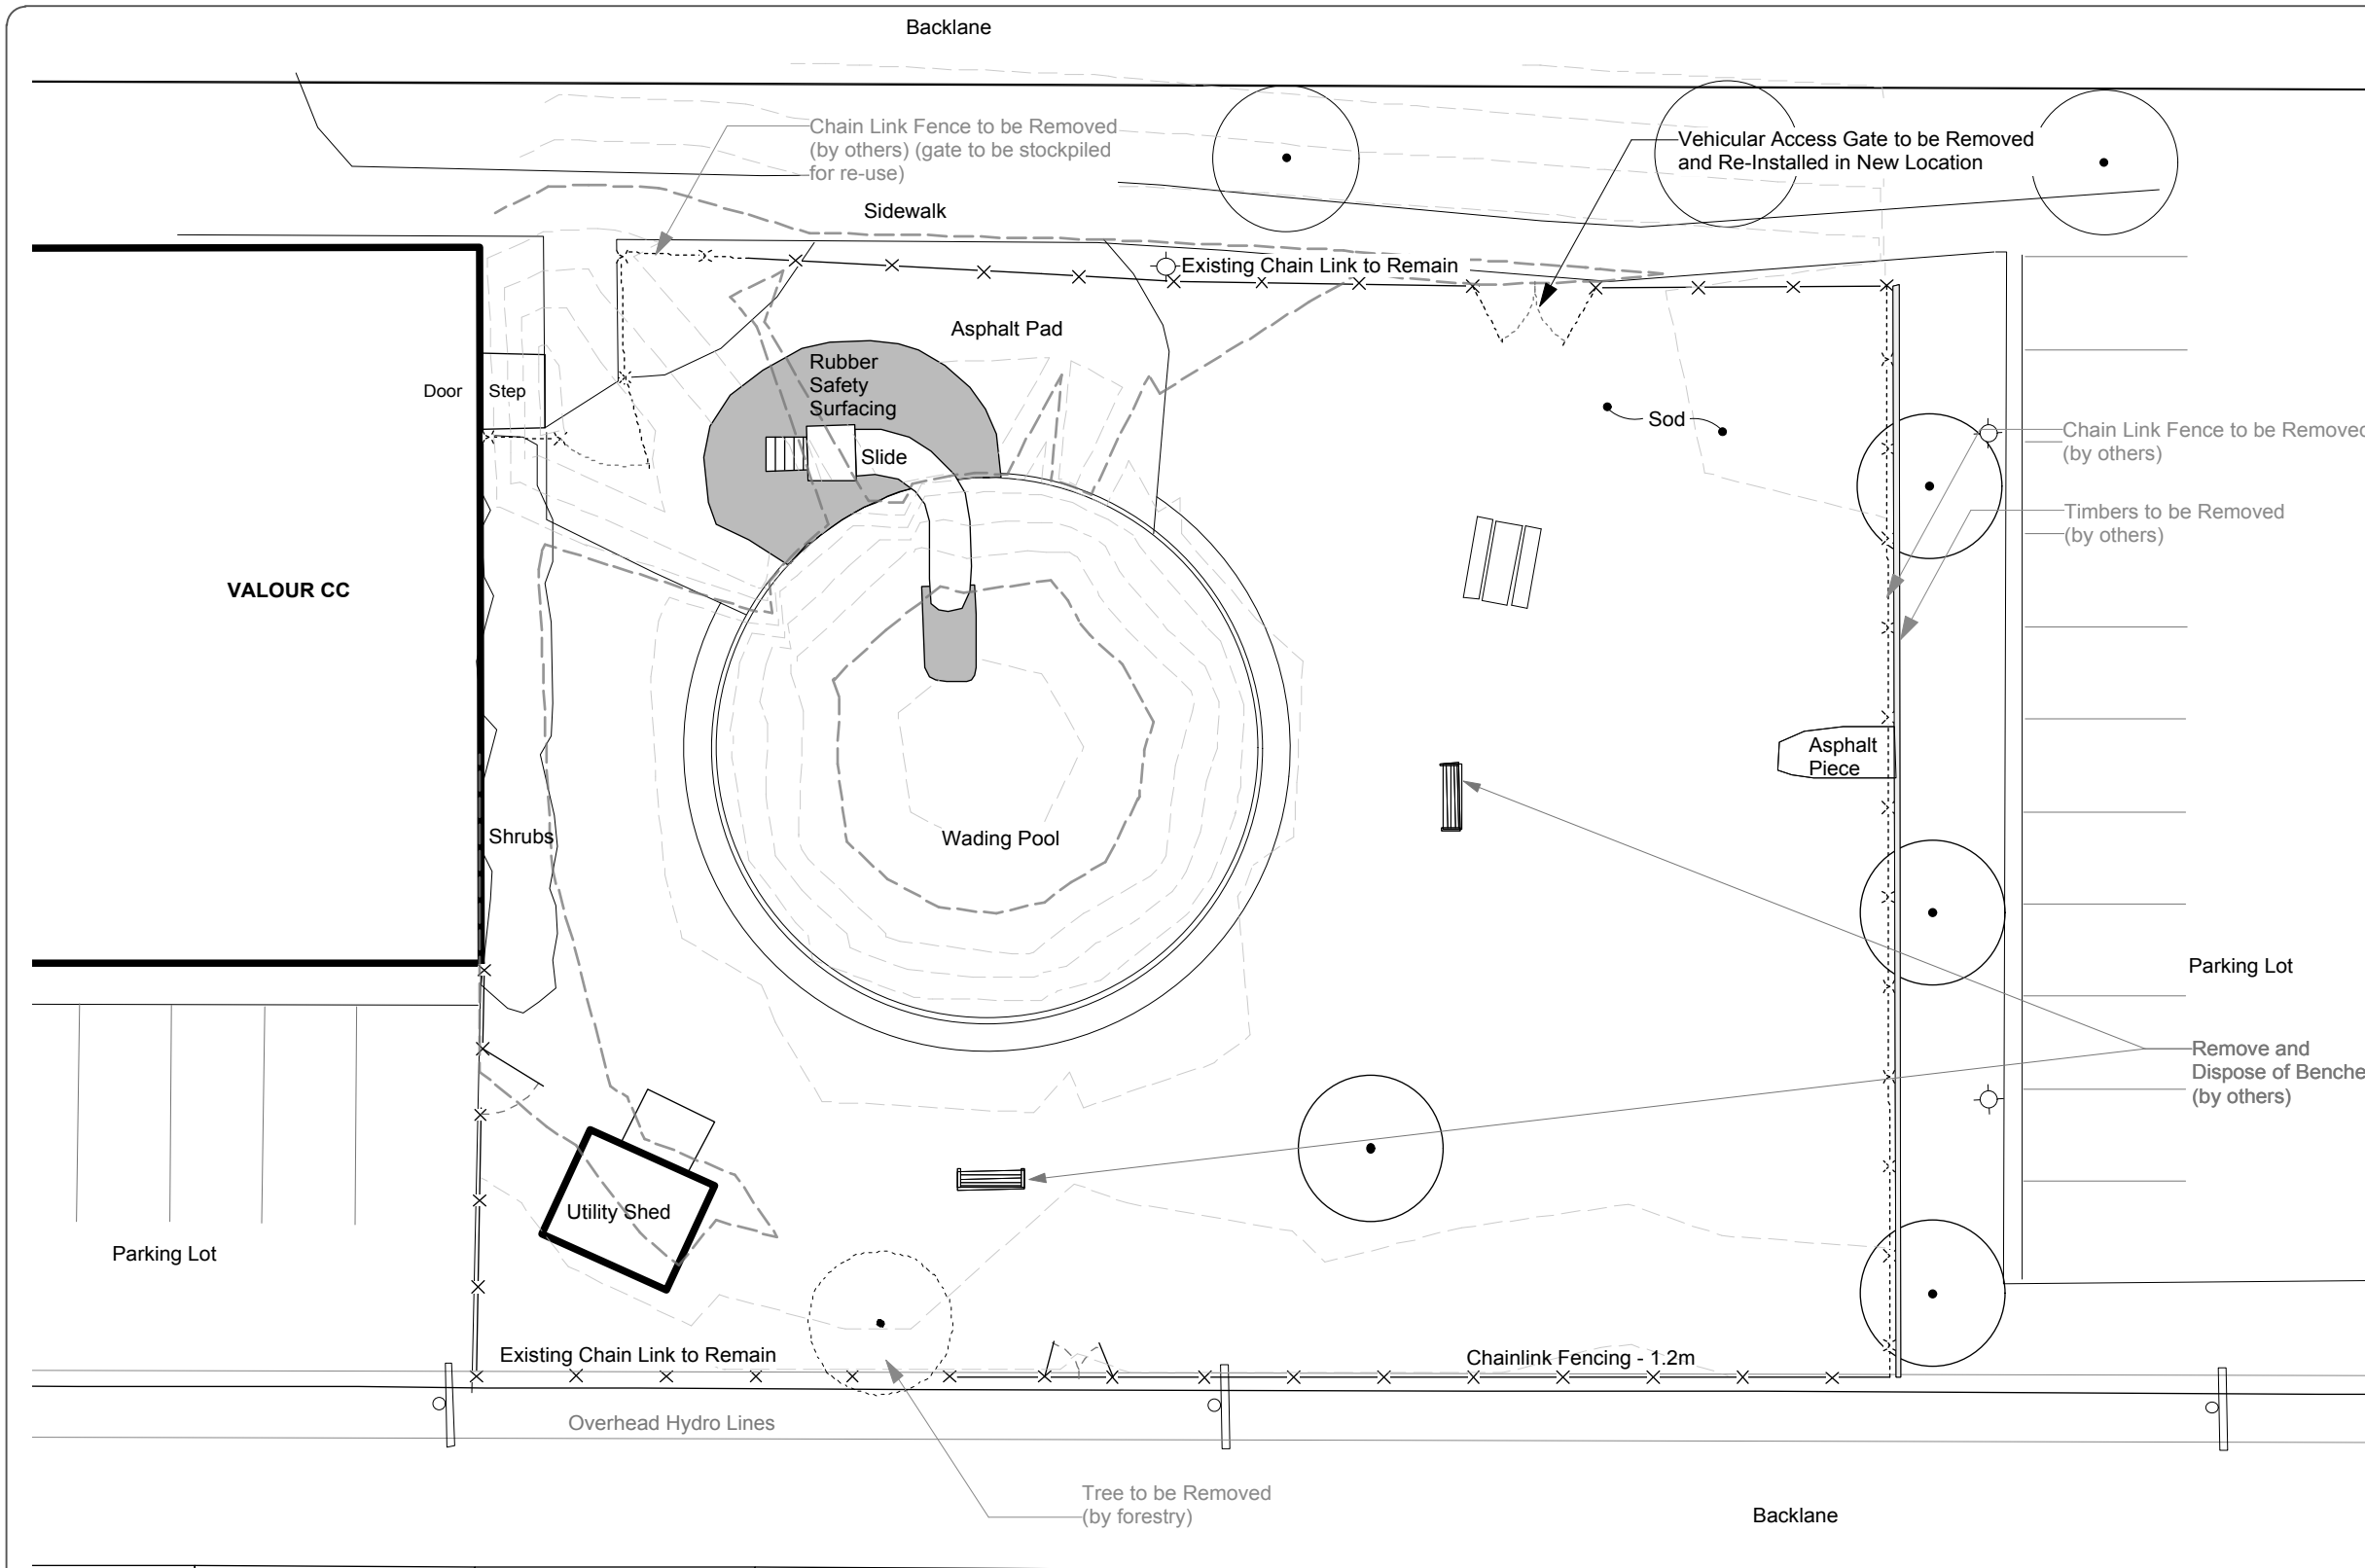 Backlane
Chain Link Fence to be Removed
(by others) (gate to be stockpiled
for re-use)
Vehicular Access Gate to be Removed
and Re-Installed in New Location
Sidewalk
Existing Chain Link to Remain
Asphalt Pad
Rubber
Safety
Surfacing
Door
Step
Slide
Sod
Chain Link Fence to be Removed
(by others)
Timbers to be Removed
(by others)
VALOUR CC
Asphalt
Piece
Shrubs
Wading Pool
Parking Lot
Remove and
Dispose of Benche
(by others)
Utility Shed
Parking Lot
Existing Chain Link to Remain
Chainlink Fencing - 1.2m
Overhead Hydro Lines
Tree to be Removed
(by forestry)
Backlane